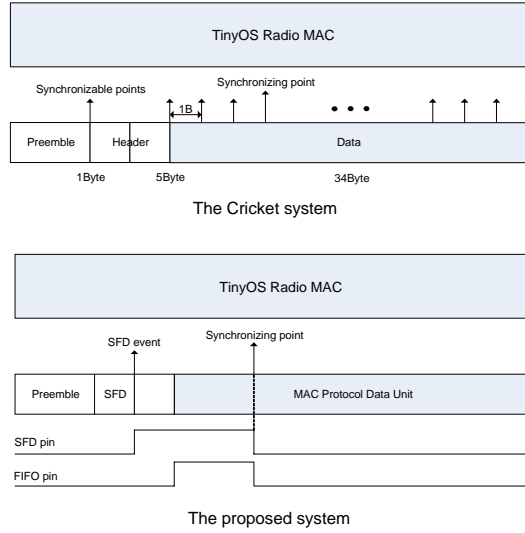 TinyOS Radio MAC
Synchronizable points
Synchronizing point
1B
Preemble
Header
Data
1Byte
5Byte
34Byte
The Cricket system
TinyOS Radio MAC
SFD event
Synchronizing point
Preemble
SFD
MAC Protocol Data Unit
SFD pin
FIFO pin
The proposed system